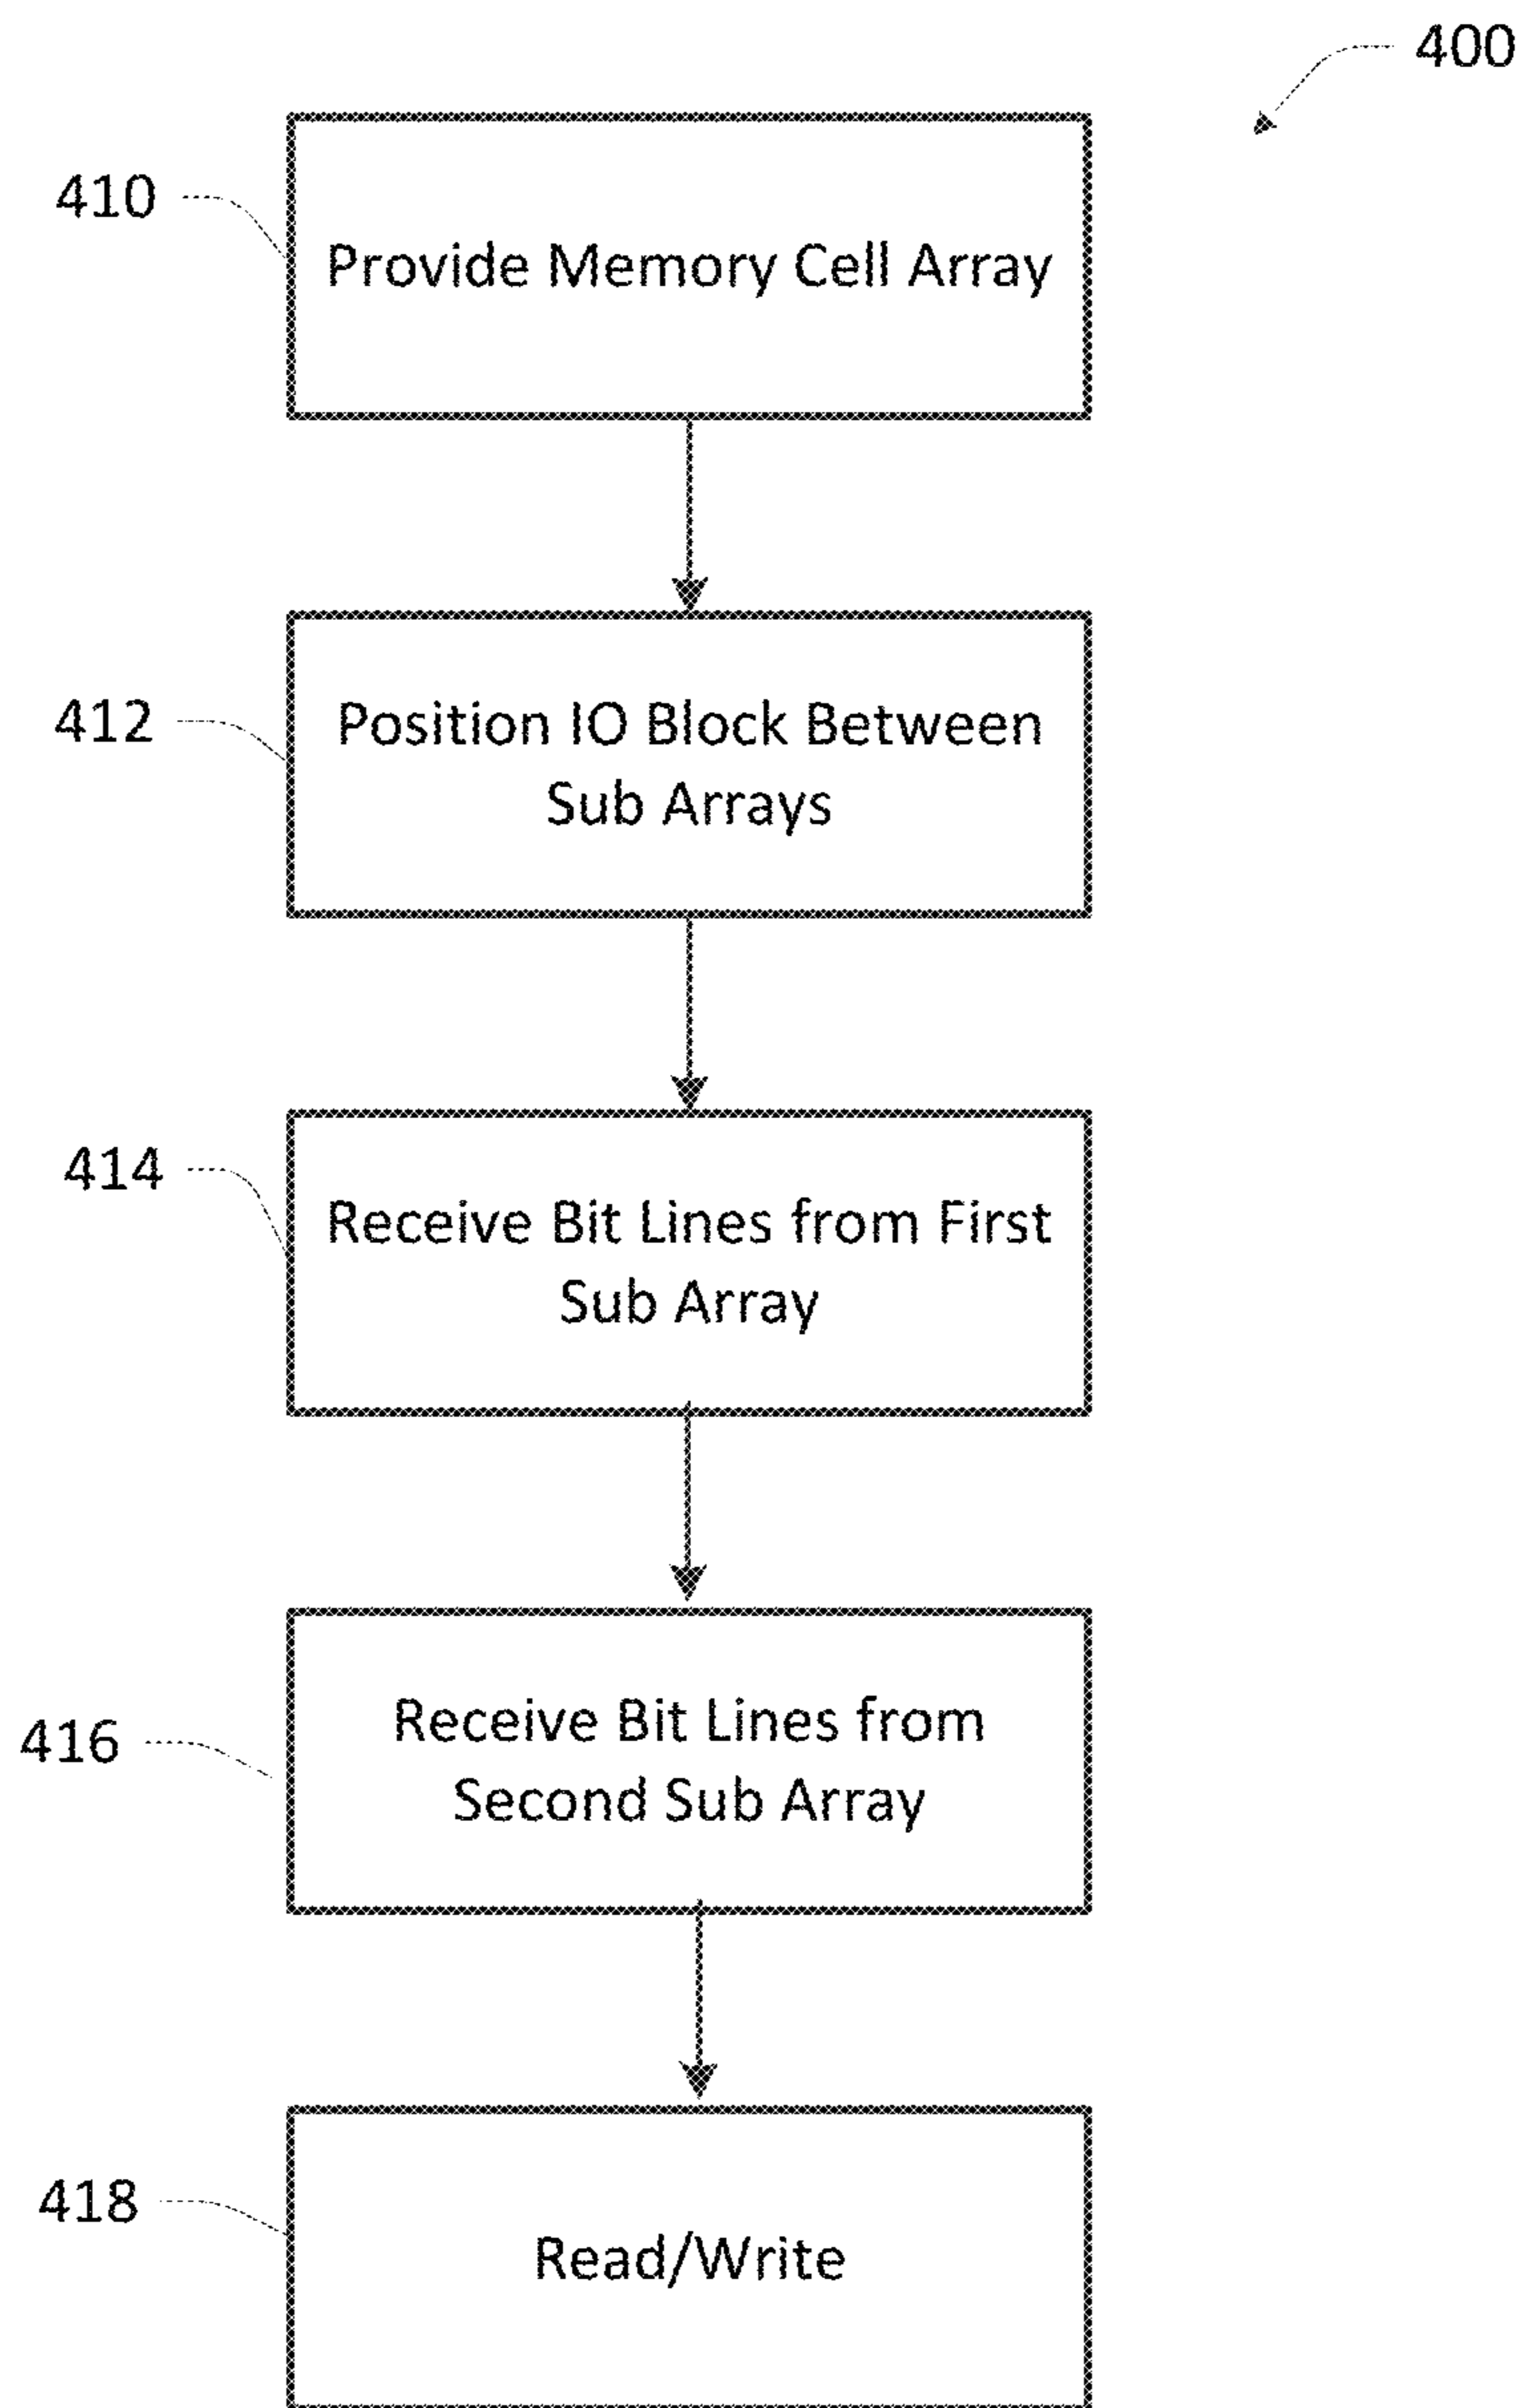 400
410
Provide Memory Cell Array
412
Position IO Block Between
Sub Arrays
414
Receive Bit Lines from First
Sub Array
416
Receive Bit Lines from
Second Sub Array
418
Read/Write